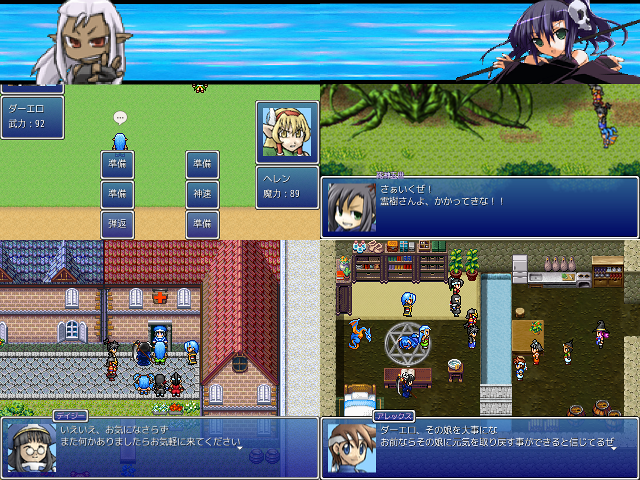 ダーエロ
武力：92
…
準備
準備
準備
神速
弾返
準備
ヘレン
魔力：89
さぁいくぜ！
霊樹さんよ、かかってきな！！
デイジー
いえいえ、お気になさらず
また何かありましたらお気軽に来てください
アレックス
ダーエロ、その娘を大事にな
お前ならその娘に元気を取り戻す事ができると信じてるぜ